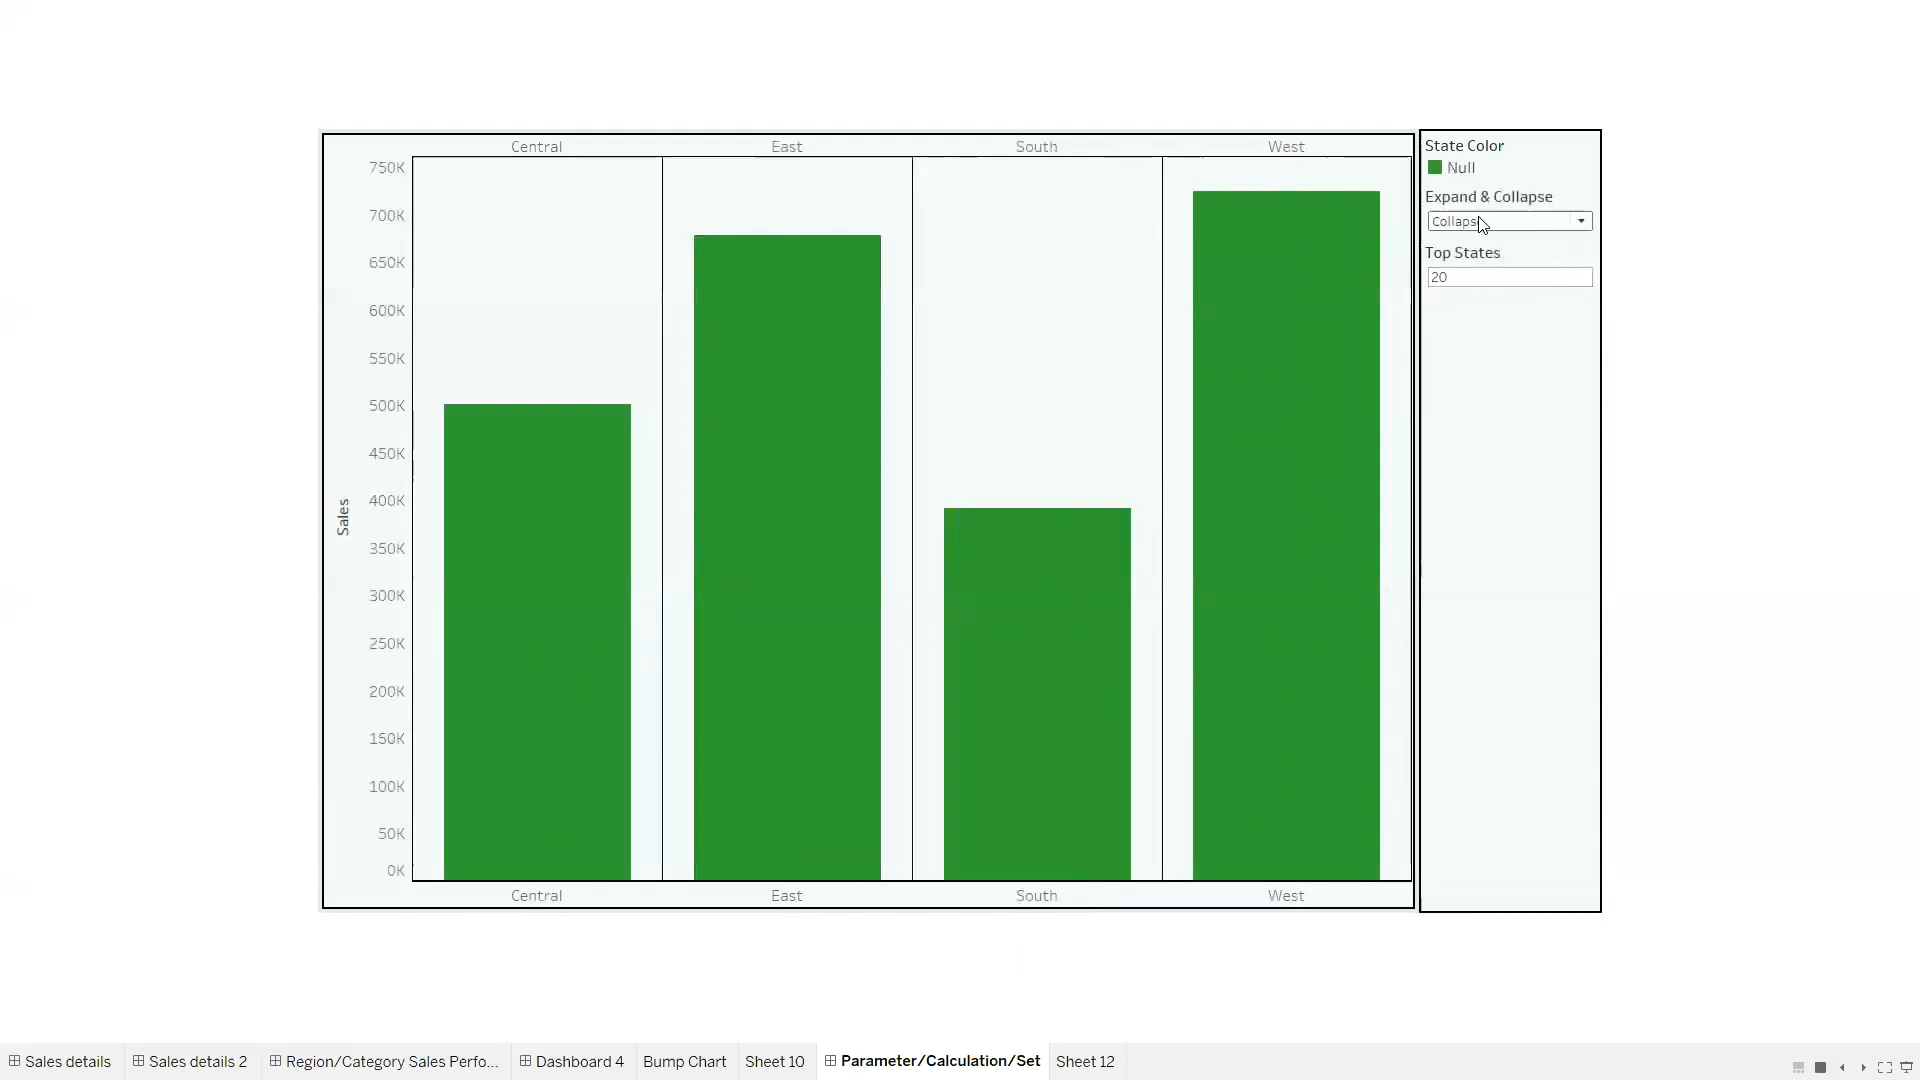 Central East South West
750K
700K
650K
600K
550K
500K
450K
400K
350K
300K
250K
200K
150K
100K
50K
0K
Sales
Central East South West
State Color
Null
Expand & Collapse
Collapse
Top States
20
Sales details Sales details 2 Region/Category Sales Perfo... Dashboard 4 Bump Chart Sheet 10 Parameter/Calculation/Set Sheet 12